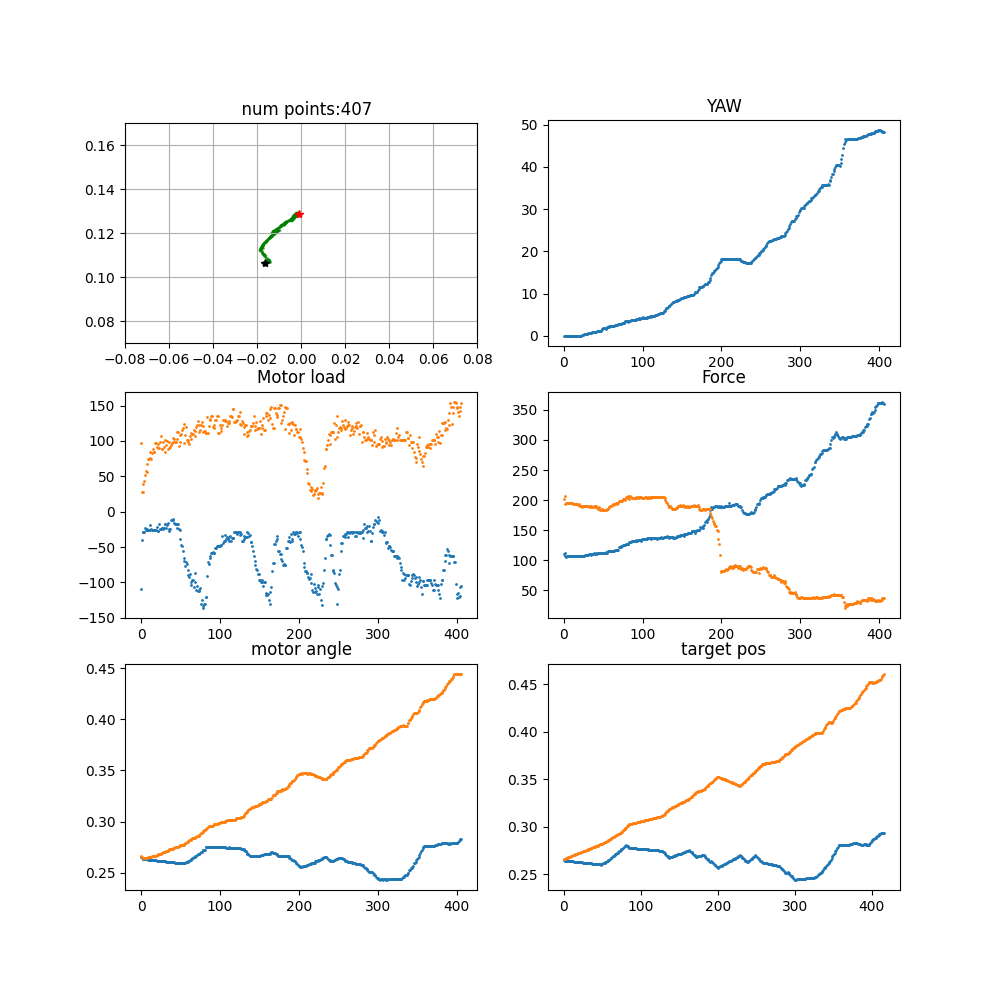 num points:407
YAW
0.16
0.14
0.12
0.10
0.08
−0.08 −0.06 −0.04 −0.02 0.00 0.02 0.04 0.06 0.08
50
40
30
20
10
0
0 100 200 300 400
Motor load
Force
150
100
50
0
−50
−100
−150
0 100 200 300 400
350
300
250
200
150
100
50
0 100 200 300 400
motor angle
target pos
0.45
0.40
0.35
0.30
0.25
0 100 200 300 400
0.45
0.40
0.35
0.30
0.25
0 100 200 300 400